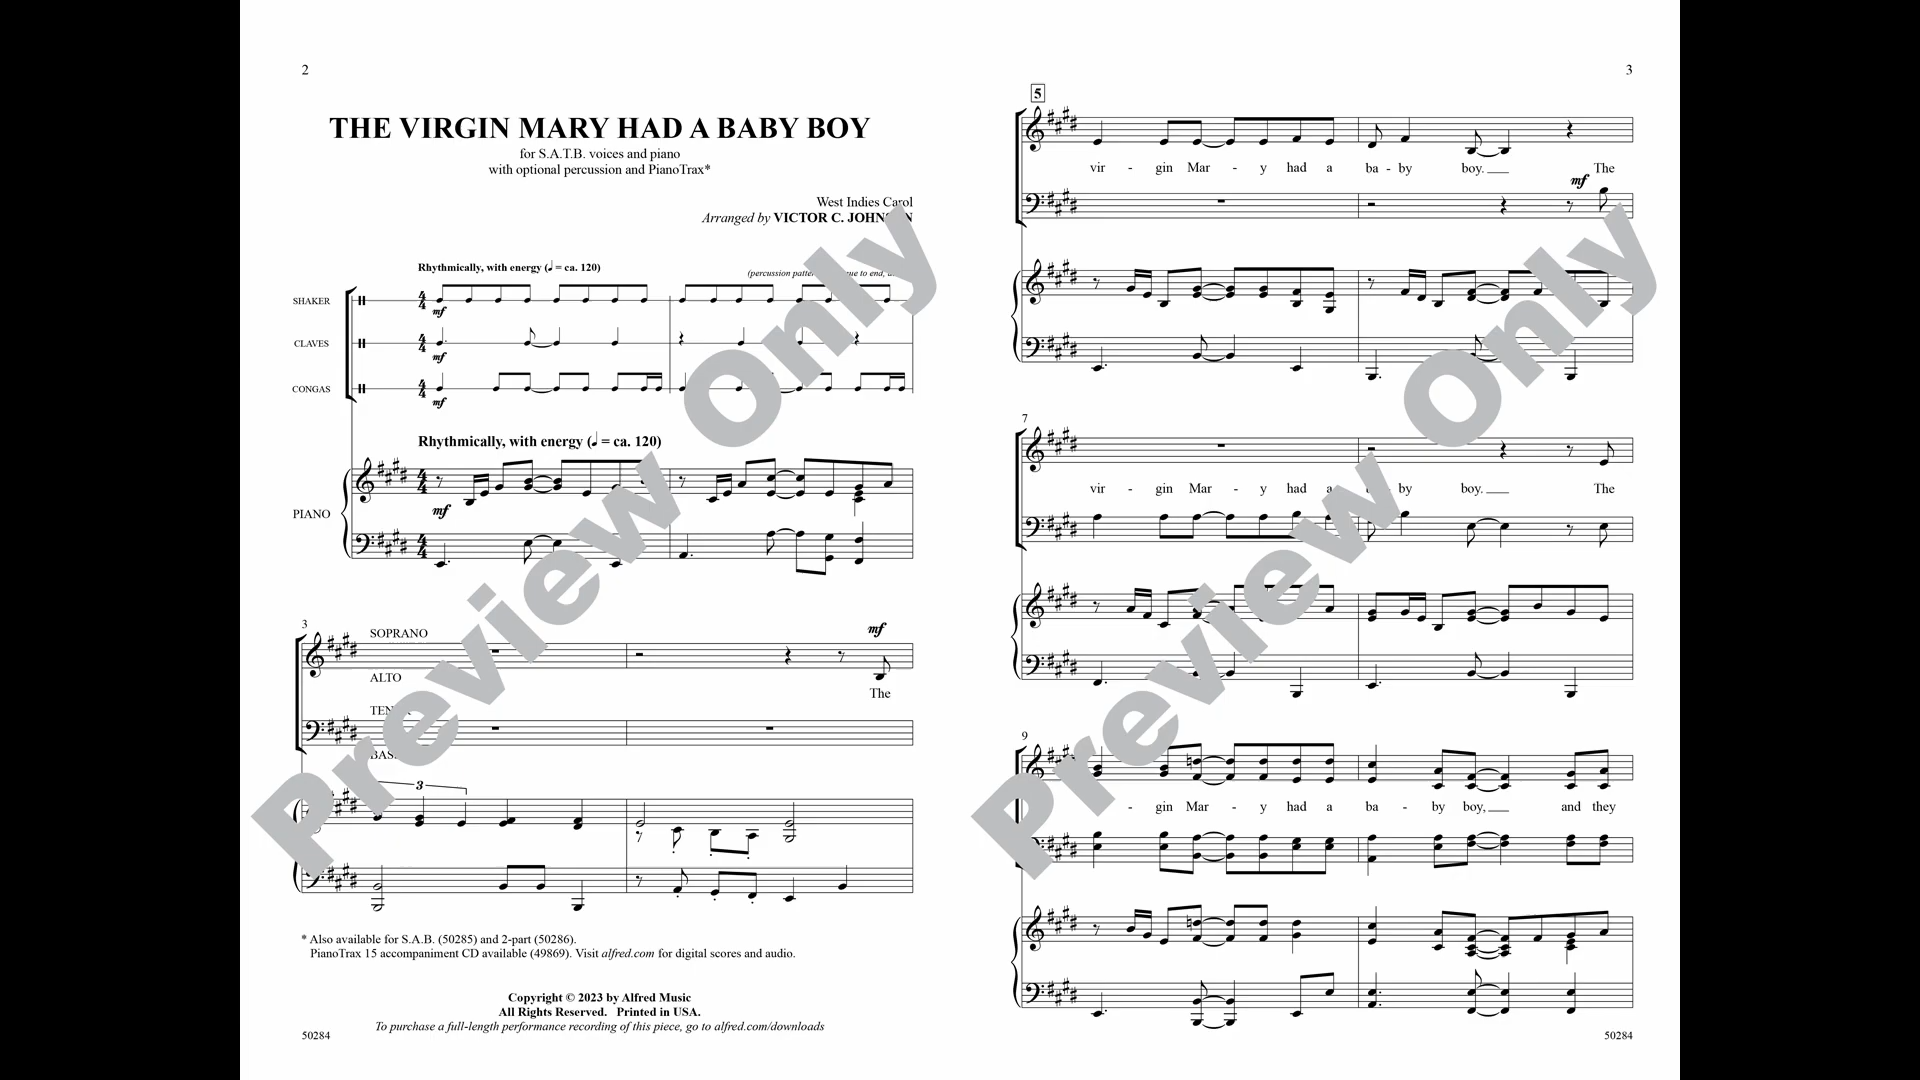 2
THE VIRGIN MARY HAD A BABY BOY
for S.A.T.B. voices and piano
with optional percussion and PianoTrax*
West Indies Carol
Arranged by VICTOR C.
Rhythmically, with energy (♩ = ca. 120)
(percussion to end,
SHAKER
mf
CLAVES
mf
CONGAS
mf
Rhythmically, with energy (♩ = ca. 120)
PIANO
mf
3
SOPRANO
mf
ALTO
The
3
* Also available for S.A.B. (50285) and 2-part (50286).
PianoTrax 15 accompaniment CD available (49869). Visit alfred.com for digital scores and audio.
Copyright © 2023 by Alfred Music
All Rights Reserved. Printed in USA.
To purchase a full-length performance recording of this piece, go to alfred.com/downloads
50284
3
5
vir - gin Mar - y had a ba - by boy. The
mf
7
vir - gin Mar - y had a by boy. The
9
- gin Mar - y had a ba - by boy, and they
50284
Preview Only
Preview Only